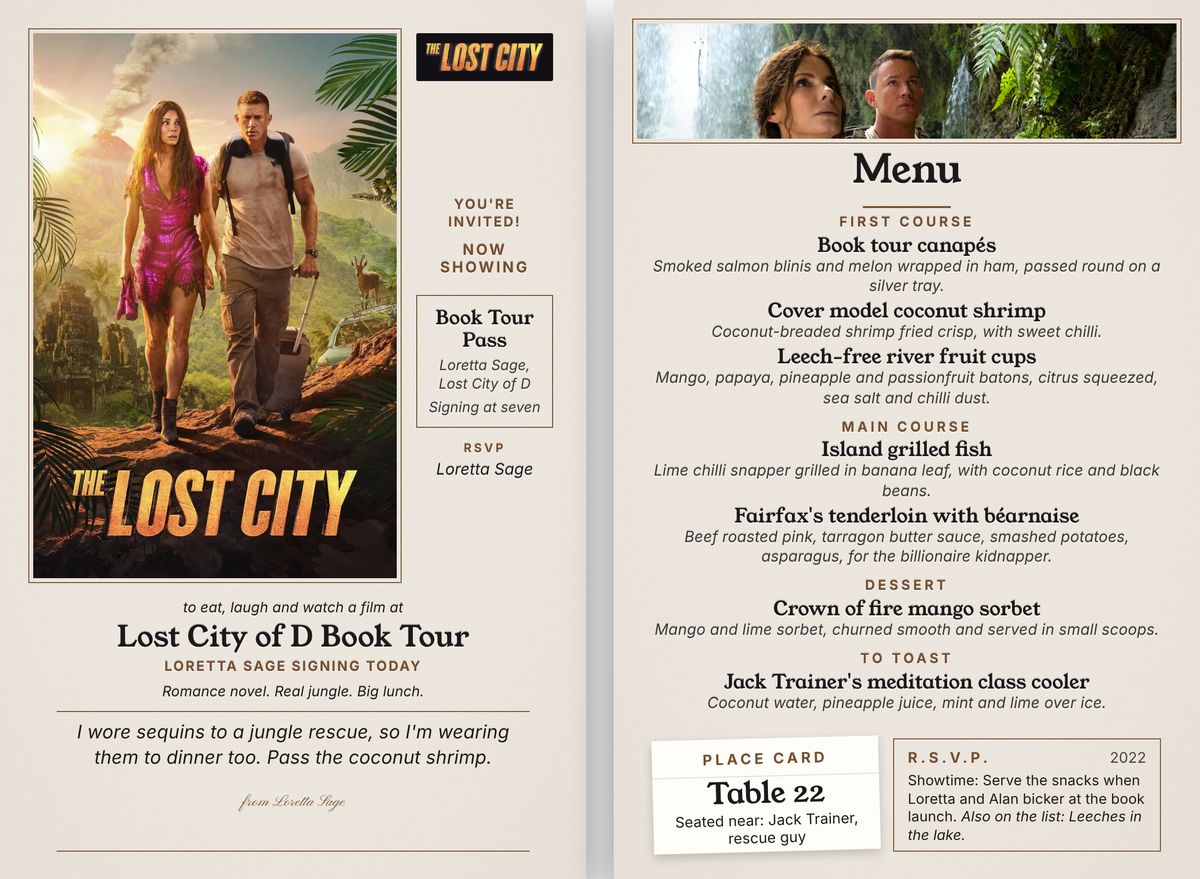 THE LOST CITY
THE LOST CITY
YOU'RE
INVITED!
NOW
SHOWING
Book Tour
Pass
Loretta Sage,
Lost City of D
Signing at seven
RSVP
Loretta Sage
to eat, laugh and watch a film at
Lost City of D Book Tour
LORETTA SAGE SIGNING TODAY
Romance novel. Real jungle. Big lunch.
I wore sequins to a jungle rescue, so I'm wearing
them to dinner too. Pass the coconut shrimp.
from Loretta Sage
Menu
FIRST COURSE
Book tour canapés
Smoked salmon blinis and melon wrapped in ham, passed round on a
silver tray.
Cover model coconut shrimp
Coconut-breaded shrimp fried crisp, with sweet chilli.
Leech-free river fruit cups
Mango, papaya, pineapple and passionfruit batons, citrus squeezed,
sea salt and chilli dust.
MAIN COURSE
Island grilled fish
Lime chilli snapper grilled in banana leaf, with coconut rice and black
beans.
Fairfax's tenderloin with béarnaise
Beef roasted pink, tarragon butter sauce, smashed potatoes,
asparagus, for the billionaire kidnapper.
DESSERT
Crown of fire mango sorbet
Mango and lime sorbet, churned smooth and served in small scoops.
TO TOAST
Jack Trainer's meditation class cooler
Coconut water, pineapple juice, mint and lime over ice.
PLACE CARD
Table 22
Seated near: Jack Trainer,
rescue guy
R.S.V.P. 2022
Showtime: Serve the snacks when
Loretta and Alan bicker at the book
launch. Also on the list: Leeches in
the lake.